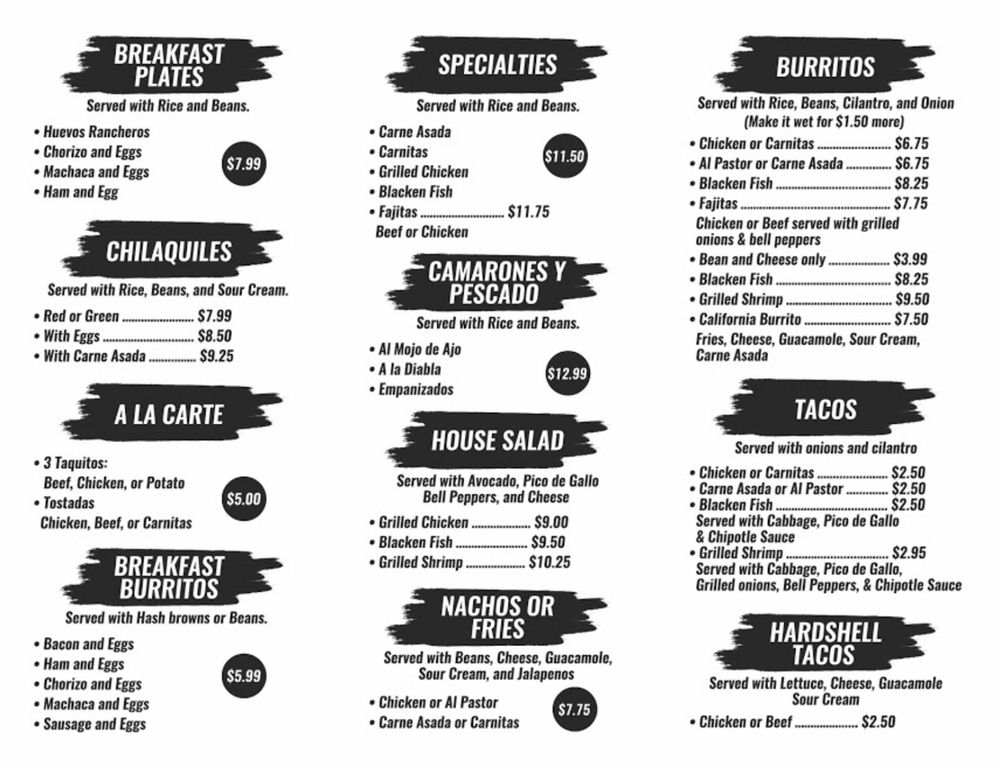 BREAKFAST
PLATES
Served with Rice and Beans.
• Huevos Rancheros
• Chorizo and Eggs
• Machaca and Eggs
• Ham and Egg
$7.99
CHILAQUILES
Served with Rice, Beans, and Sour Cream.
• Red or Green ........................ $7.99
• With Eggs .............................. $8.50
• With Carne Asada ................ $9.25
A LA CARTE
• 3 Taquitos:
Beef, Chicken, or Potato
• Tostadas
Chicken, Beef, or Carnitas
$5.00
BREAKFAST
BURRITOS
Served with Hash browns or Beans.
• Bacon and Eggs
• Ham and Eggs
• Chorizo and Eggs
• Machaca and Eggs
• Sausage and Eggs
$5.99
SPECIALTIES
Served with Rice and Beans.
• Carne Asada
• Carnitas
• Grilled Chicken
• Blacken Fish
$11.50
• Fajitas ............................ $11.75
Beef or Chicken
CAMARONES Y
PESCADO
Served with Rice and Beans.
• Al Mojo de Ajo
• A la Diabla
• Empanizados
$12.99
HOUSE SALAD
Served with Avocado, Pico de Gallo
Bell Peppers, and Cheese
• Grilled Chicken .................... $9.00
• Blacken Fish ........................ $9.50
• Grilled Shrimp .................... $10.25
NACHOS OR
FRIES
Served with Beans, Cheese, Guacamole,
Sour Cream, and Jalapenos
• Chicken or Al Pastor
• Carne Asada or Carnitas
$7.75
BURRITOS
Served with Rice, Beans, Cilantro, and Onion
(Make it wet for $1.50 more)
• Chicken or Carnitas ........................ $6.75
• Al Pastor or Carne Asada ............... $6.75
• Blacken Fish ...................................... $8.25
• Fajitas .................................................. $7.75
Chicken or Beef served with grilled
onions & bell peppers
• Bean and Cheese only .................... $3.99
• Blacken Fish ...................................... $8.25
• Grilled Shrimp ................................... $9.50
• California Burrito ............................. $7.50
Fries, Cheese, Guacamole, Sour Cream,
Carne Asada
TACOS
Served with onions and cilantro
• Chicken or Carnitas ....................... $2.50
• Carne Asada or Al Pastor .............. $2.50
• Blacken Fish ..................................... $2.50
Served with Cabbage, Pico de Gallo
& Chipotle Sauce
• Grilled Shrimp .................................. $2.95
Served with Cabbage, Pico de Gallo,
Grilled onions, Bell Peppers, & Chipotle Sauce
HARDSHELL
TACOS
Served with Lettuce, Cheese, Guacamole
Sour Cream
• Chicken or Beef ..................... $2.50